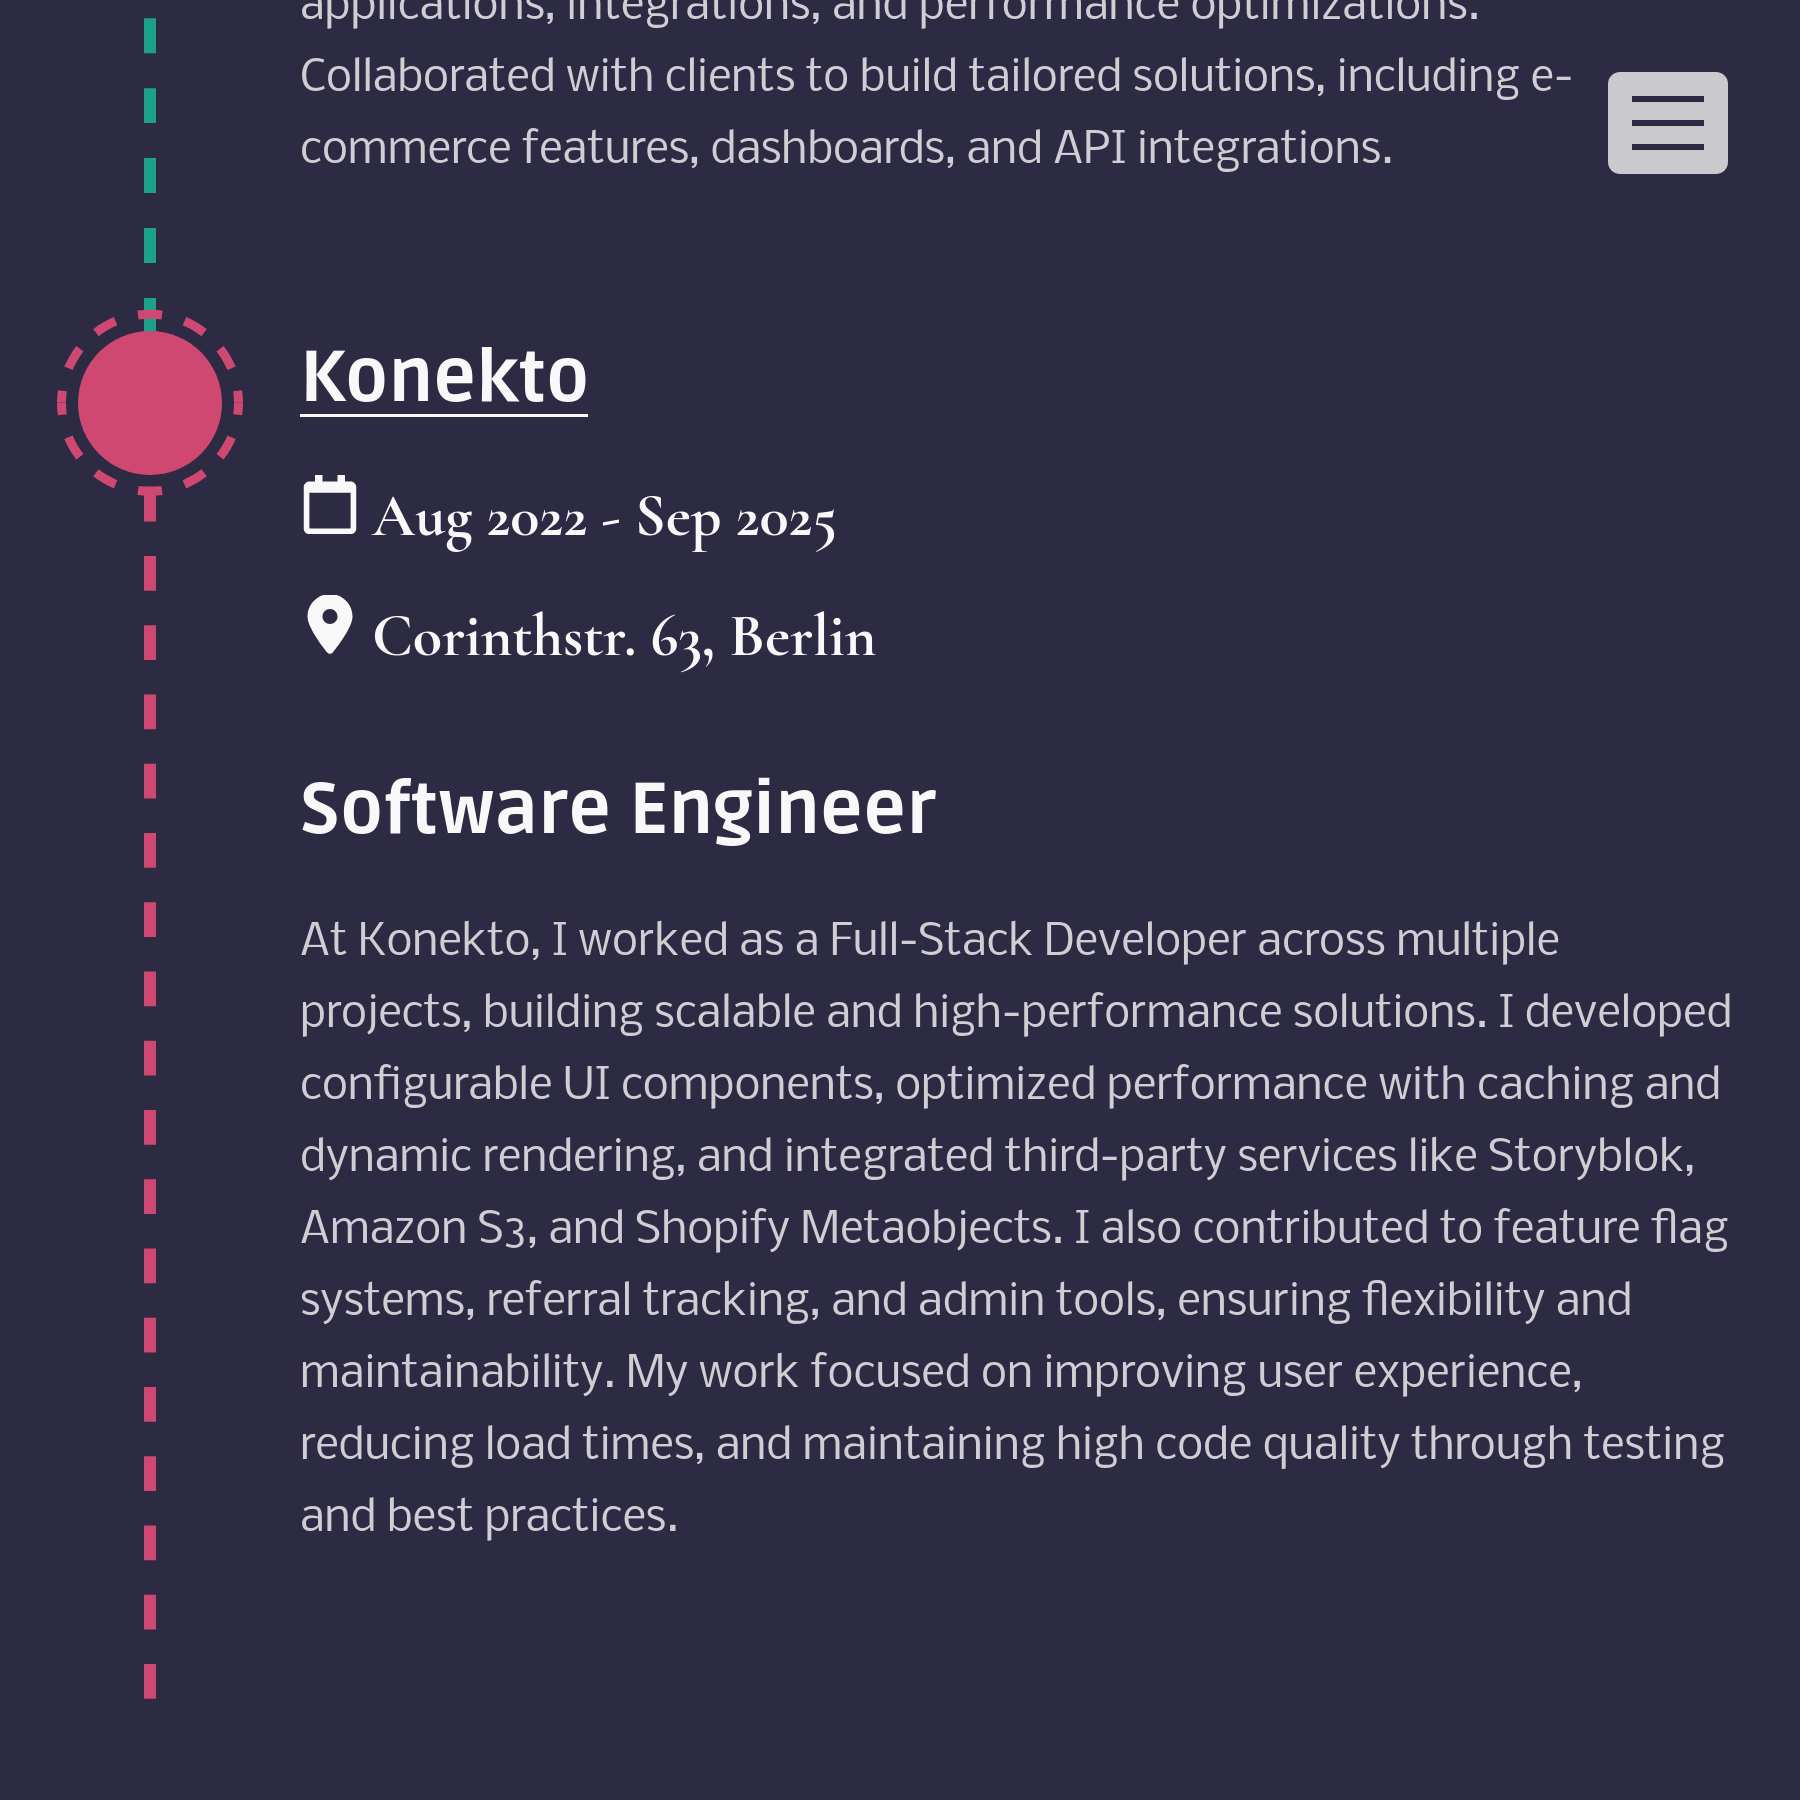 applications, integrations, and performance optimizations.
Collaborated with clients to build tailored solutions, including e-
commerce features, dashboards, and API integrations.
Konekto
Aug 2022 - Sep 2025
Corinthstr. 63, Berlin
Software Engineer
At Konekto, I worked as a Full-Stack Developer across multiple
projects, building scalable and high-performance solutions. I developed
configurable UI components, optimized performance with caching and
dynamic rendering, and integrated third-party services like Storyblok,
Amazon S3, and Shopify Metaobjects. I also contributed to feature flag
systems, referral tracking, and admin tools, ensuring flexibility and
maintainability. My work focused on improving user experience,
reducing load times, and maintaining high code quality through testing
and best practices.